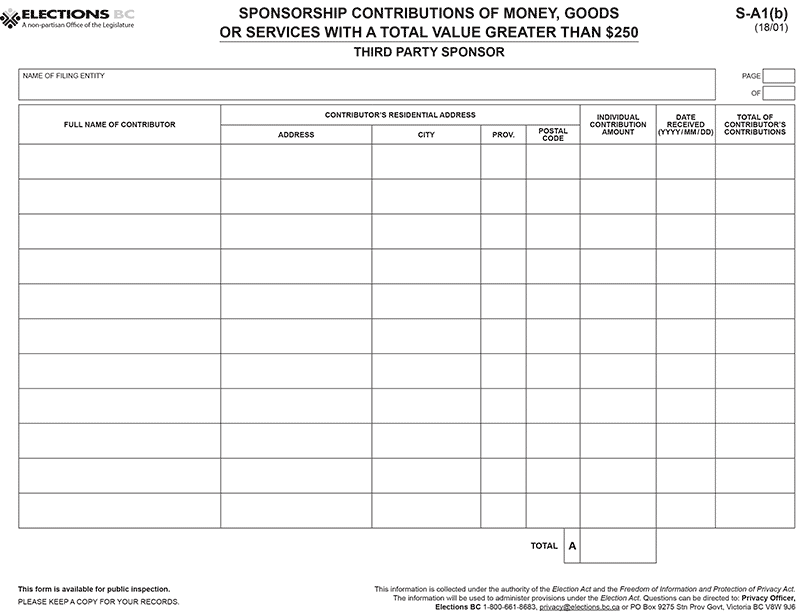 ELECTIONS BC
A non-partisan Office of the Legislature
SPONSORSHIP CONTRIBUTIONS OF MONEY, GOODS
OR SERVICES WITH A TOTAL VALUE GREATER THAN $250
THIRD PARTY SPONSOR
S-A1(b)
(18/01)
NAME OF FILING ENTITY
PAGE
OF
FULL NAME OF CONTRIBUTOR
CONTRIBUTOR'S RESIDENTIAL ADDRESS
ADDRESS
CITY
PROV.
POSTAL
CODE
INDIVIDUAL
CONTRIBUTION
AMOUNT
DATE
RECEIVED
(YYYY/MM/DD)
TOTAL OF
CONTRIBUTOR'S
CONTRIBUTIONS
TOTAL
A
This form is available for public inspection.
PLEASE KEEP A COPY FOR YOUR RECORDS.
This information is collected under the authority of the Election Act and the Freedom of Information and Protection of Privacy Act.
The information will be used to administer provisions under the Election Act. Questions can be directed to: Privacy Officer,
Elections BC 1-800-661-8683, privacy@elections.bc.ca or PO Box 9275 Stn Prov Govt, Victoria BC V8W 9J6